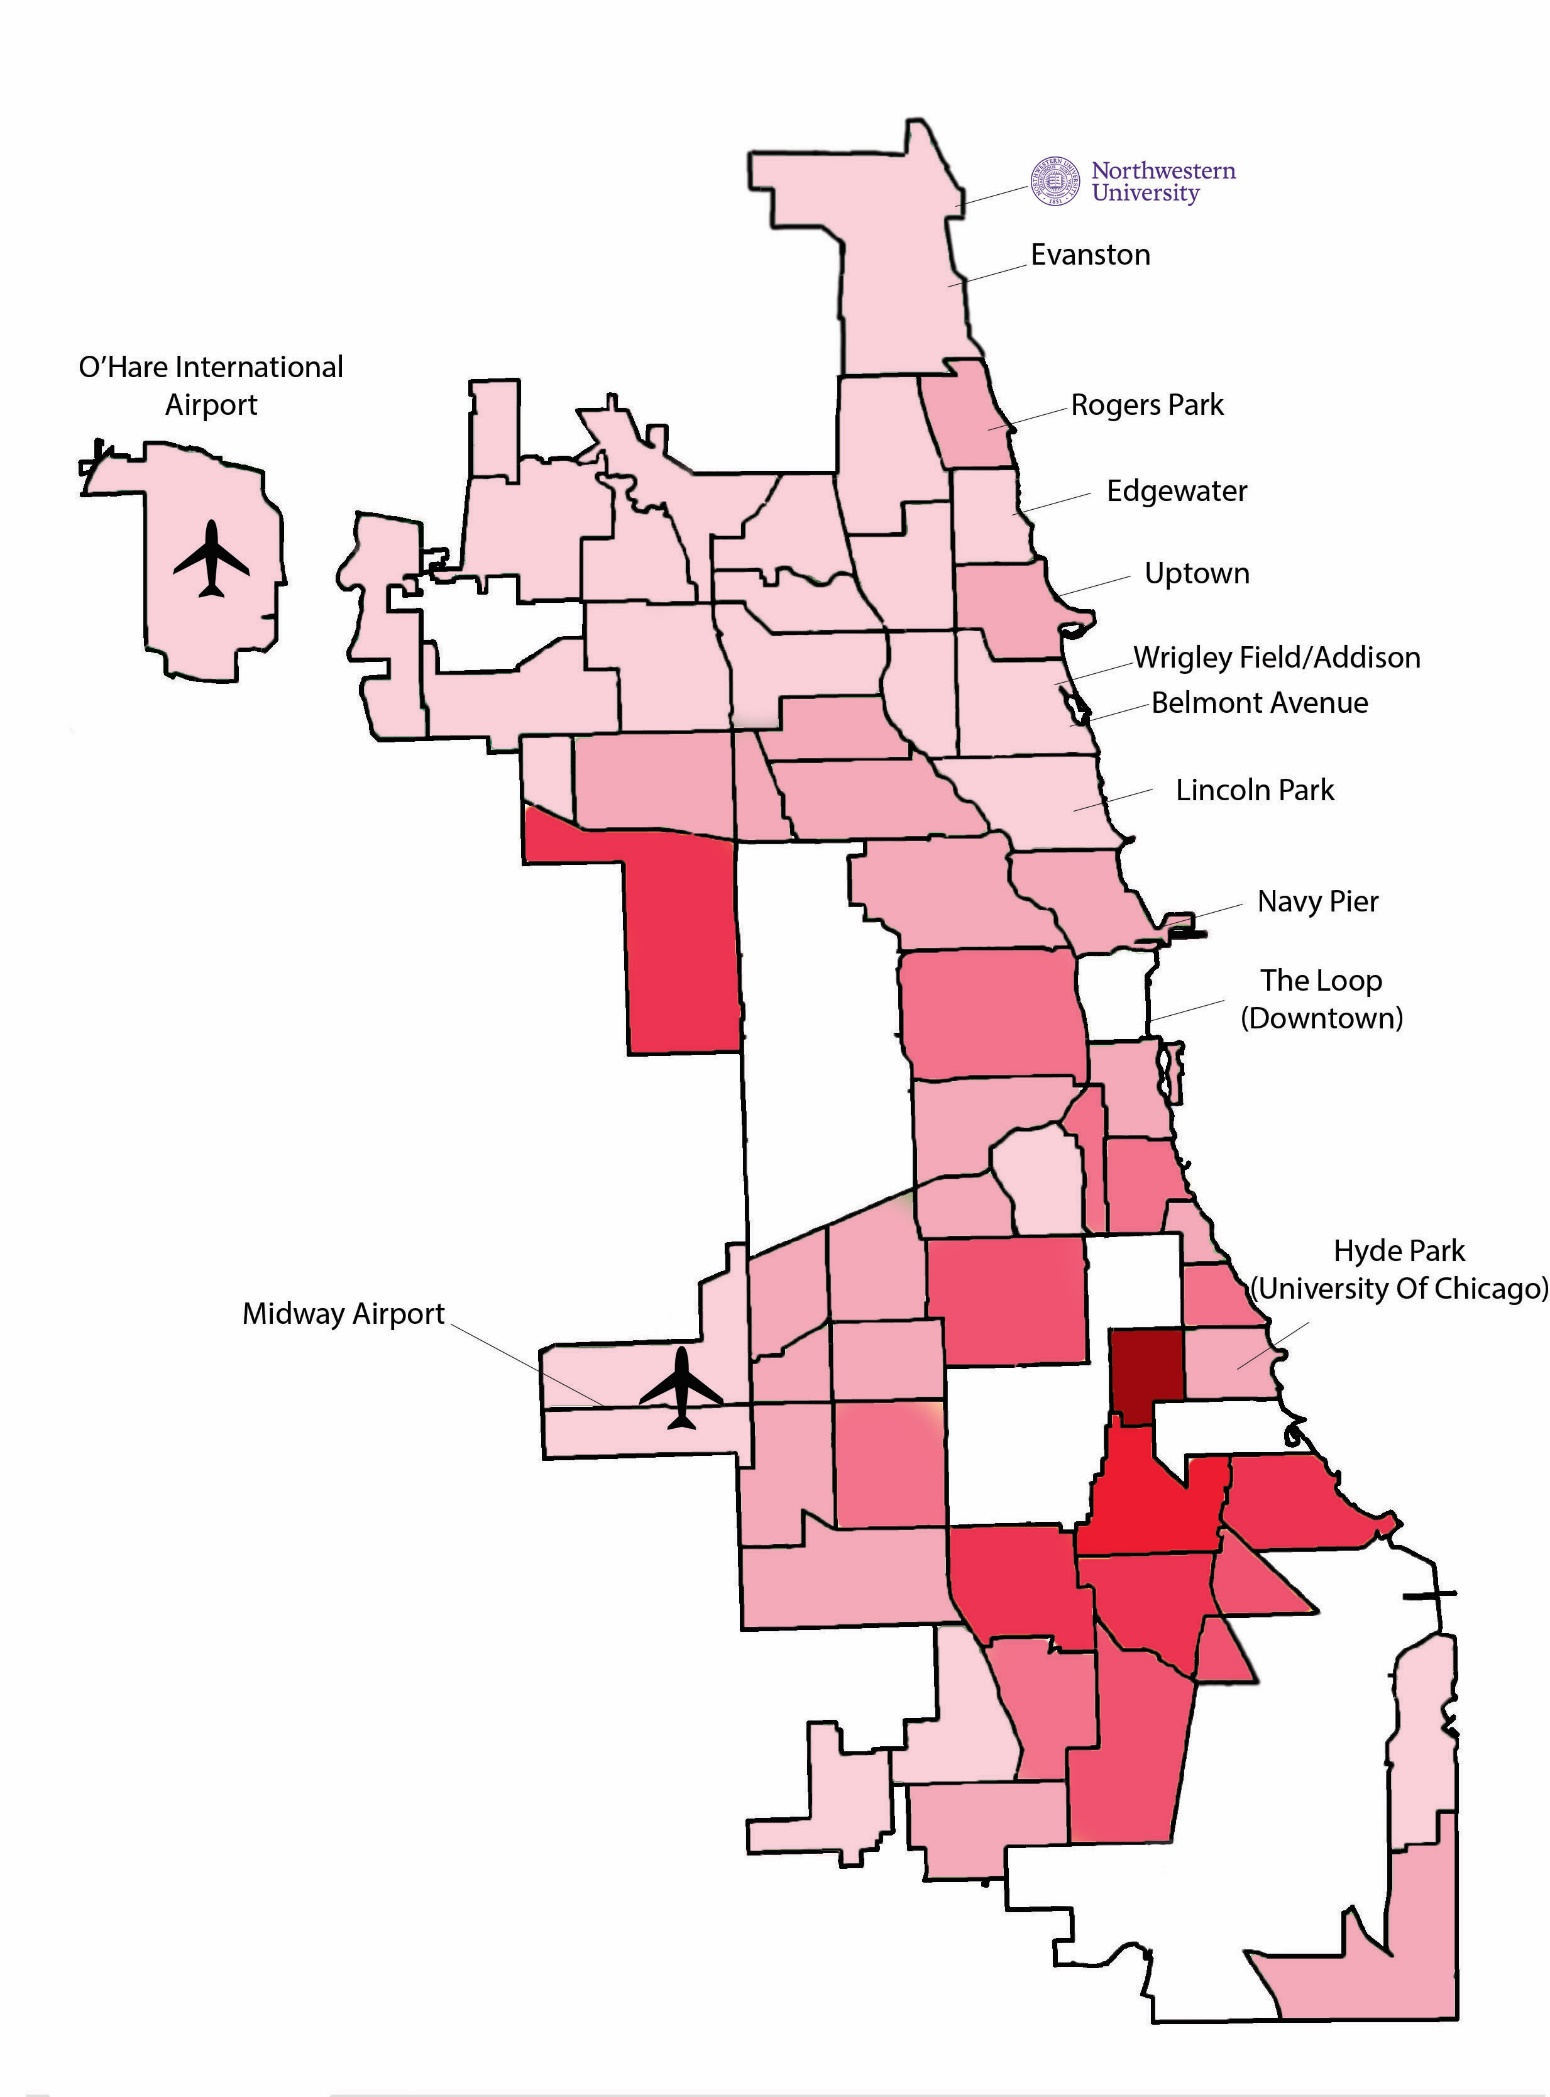 Northwestern
University
Evanston
O'Hare International
Airport
Rogers Park
Edgewater
Uptown
Wrigley Field/Addison
Belmont Avenue
Lincoln Park
Navy Pier
The Loop
(Downtown)
Hyde Park
(University Of Chicago)
Midway Airport